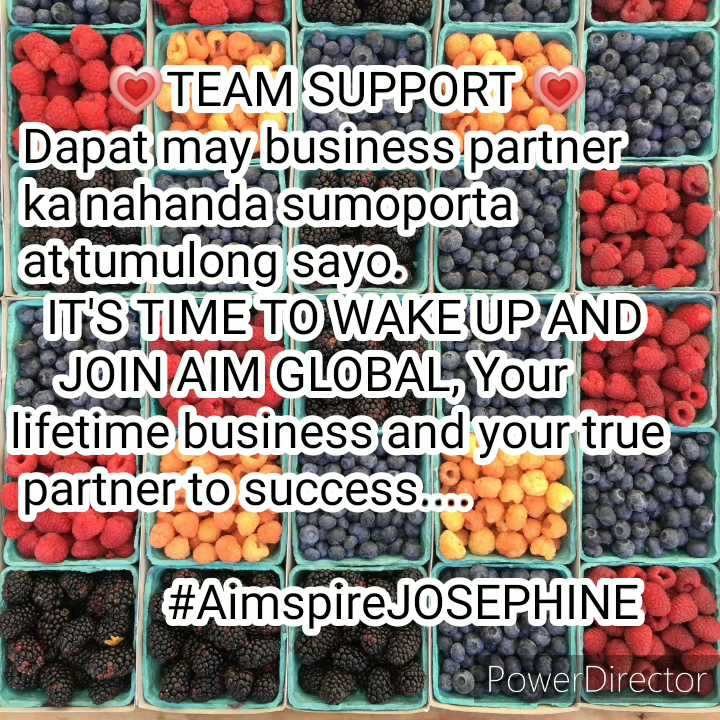 💗TEAM SUPPORT 💗
Dapat may business partner
ka nahanda sumoporta
at tumulong sayo.
IT'S TIME TO WAKE UP AND
JOIN AIM GLOBAL, Your
lifetime business and your true
partner to success....
#AimspireJOSEPHINE
PowerDirector